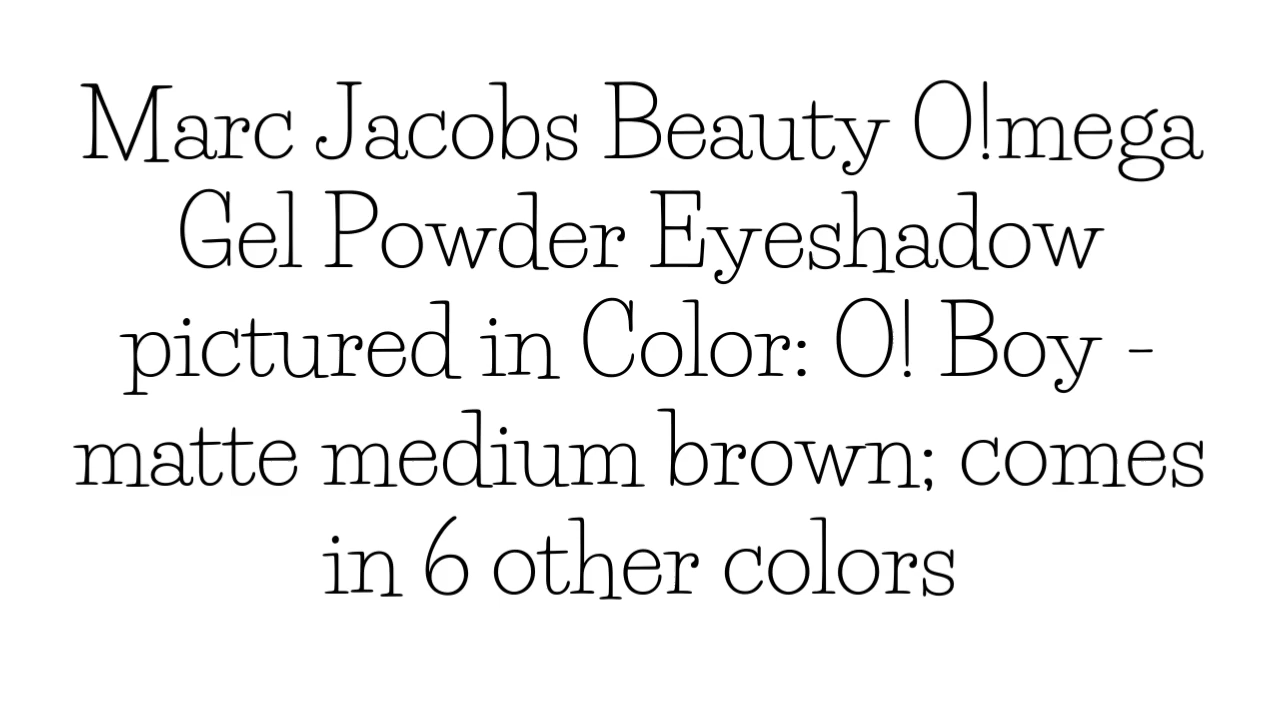 Marc Jacobs Beauty O!mega
Gel Powder Eyeshadow
pictured in Color: O! Boy -
matte medium brown; comes
in 6 other colors